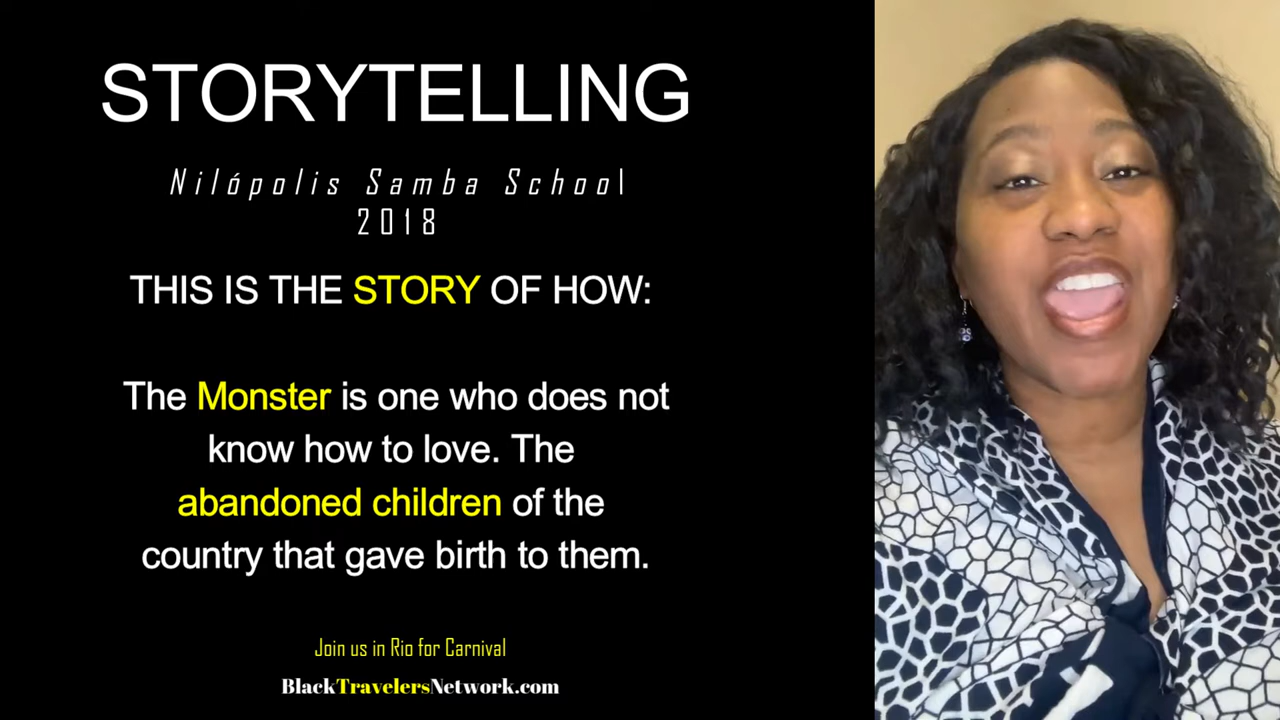 STORYTELLING
Nilópolis Samba School
2018
THIS IS THE STORY OF HOW:
The Monster is one who does not
know how to love. The
abandoned children of the
country that gave birth to them.
Join us in Rio for Carnival
BlackTravelersNetwork.com